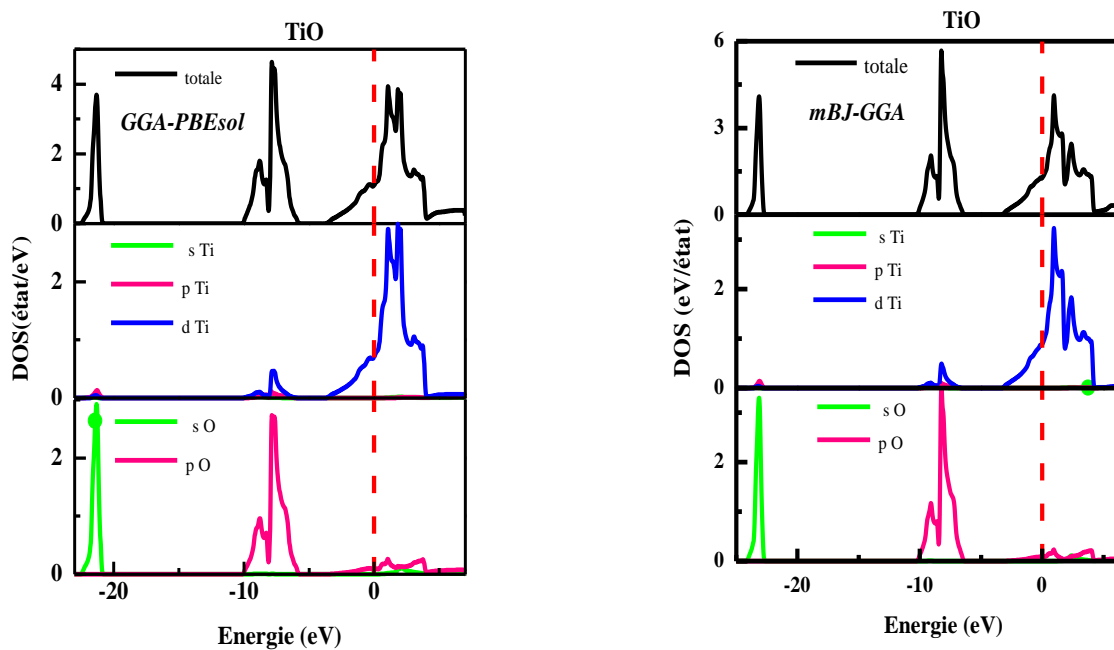 TiO
4
2
0
totale
GGA-PBEsol
2
0
s Ti
p Ti
d Ti
2
0
s O
p O
-20
-10
0
DOS(état/eV)
Energie (eV)
TiO
6
3
0
totale
mBJ-GGA
2
0
s Ti
p Ti
d Ti
2
0
s O
p O
-20
-10
0
DOS (eV/état)
Energie (eV)